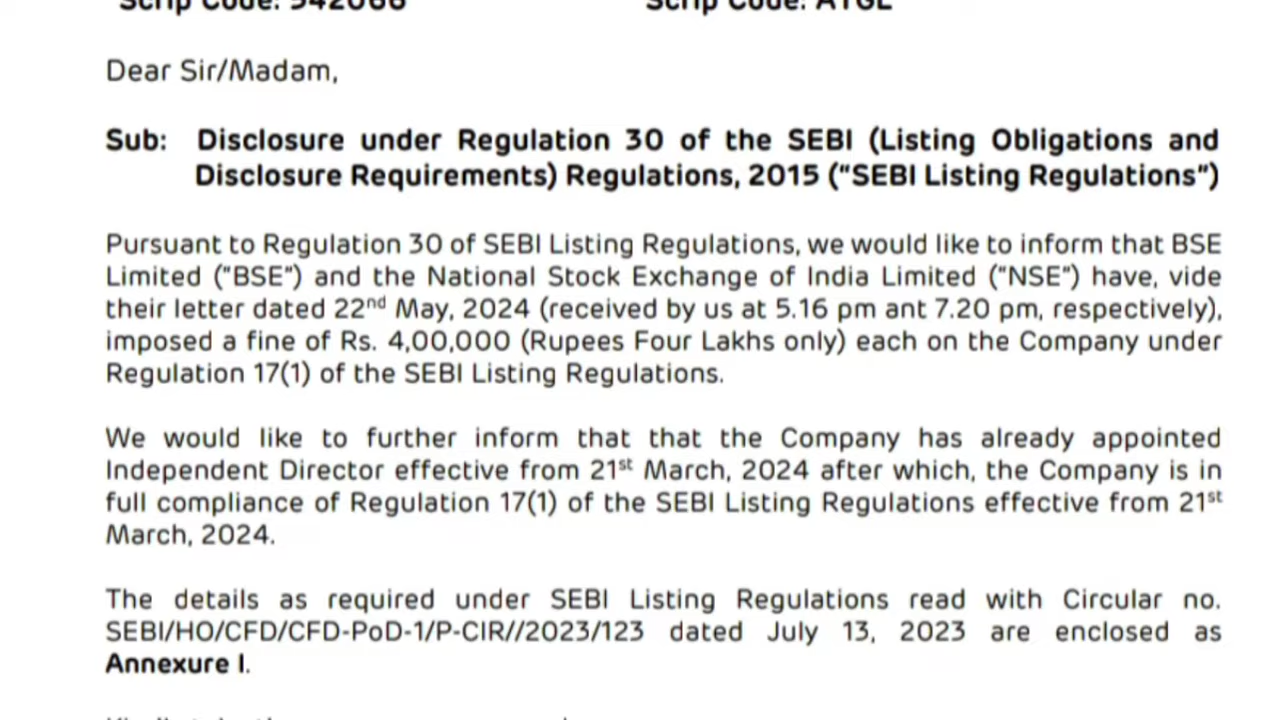 Scrip Code: 542066 Scrip Code: ATGL
Dear Sir/Madam,
Sub: Disclosure under Regulation 30 of the SEBI (Listing Obligations and
Disclosure Requirements) Regulations, 2015 ("SEBI Listing Regulations")
Pursuant to Regulation 30 of SEBI Listing Regulations, we would like to inform that BSE
Limited ("BSE") and the National Stock Exchange of India Limited ("NSE") have, vide
their letter dated 22nd May, 2024 (received by us at 5.16 pm ant 7.20 pm, respectively),
imposed a fine of Rs. 4,00,000 (Rupees Four Lakhs only) each on the Company under
Regulation 17(1) of the SEBI Listing Regulations.
We would like to further inform that that the Company has already appointed
Independent Director effective from 21st March, 2024 after which, the Company is in
full compliance of Regulation 17(1) of the SEBI Listing Regulations effective from 21st
March, 2024.
The details as required under SEBI Listing Regulations read with Circular no.
SEBI/HO/CFD/CFD-PoD-1/P-CIR//2023/123 dated July 13, 2023 are enclosed as
Annexure I.